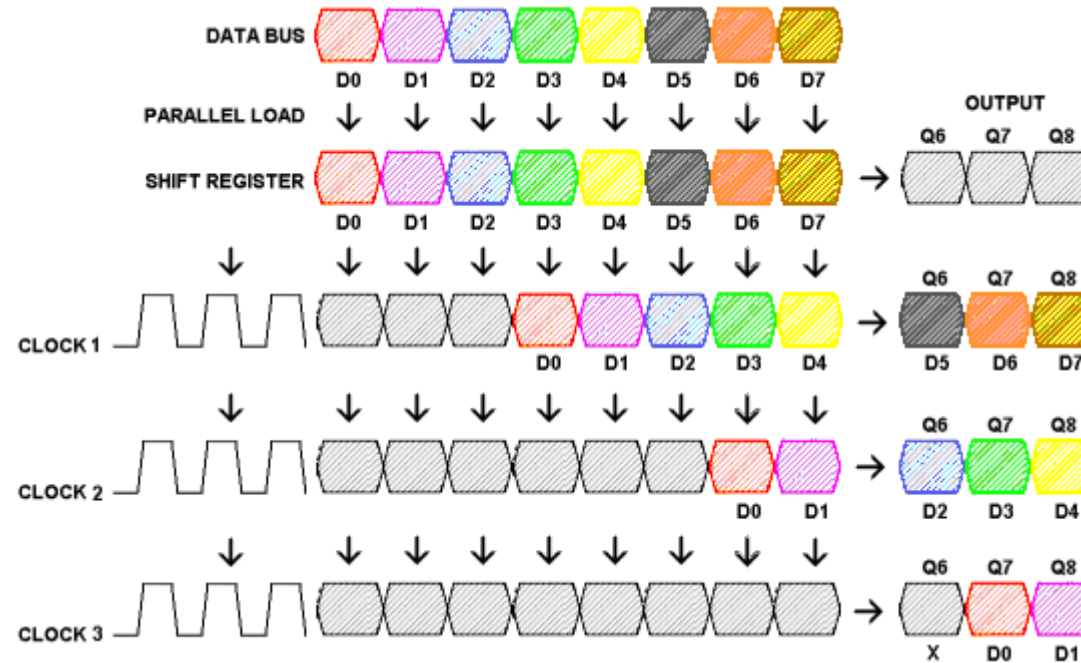 DATA BUS
D0 D1 D2 D3 D4 D5 D6 D7
PARALLEL LOAD
OUTPUT
Q6 Q7 Q8
SHIFT REGISTER
D0 D1 D2 D3 D4 D5 D6 D7
Q6 Q7 Q8
CLOCK 1
D0 D1 D2 D3 D4 D5 D6 D7
Q6 Q7 Q8
CLOCK 2
D0 D1 D2 D3 D4
Q6 Q7 Q8
CLOCK 3
X D0 D1